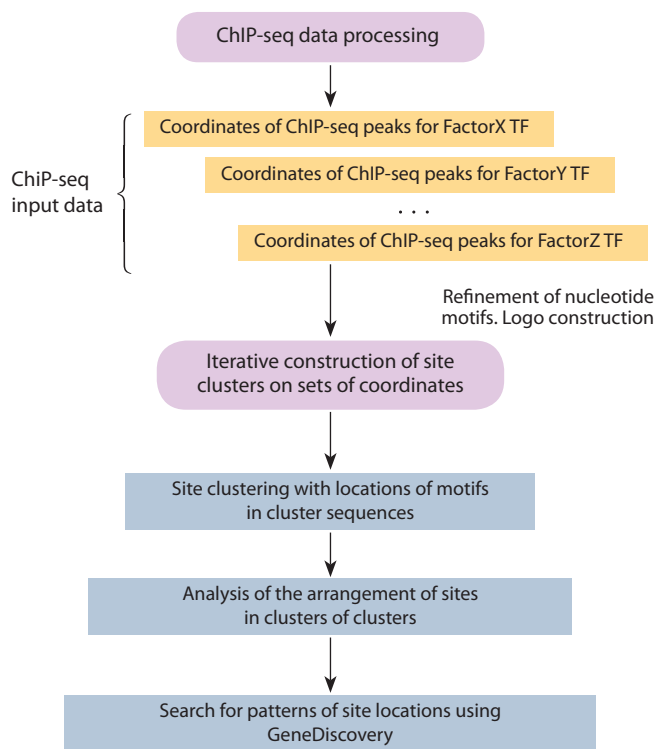 ChIP-seq data processing
Coordinates of ChIP-seq peaks for FactorX TF
ChiP-seq
input data
Coordinates of ChIP-seq peaks for FactorY TF
. . .
Coordinates of ChIP-seq peaks for FactorZ TF
Refinement of nucleotide
motifs. Logo construction
Iterative construction of site
clusters on sets of coordinates
Site clustering with locations of motifs
in cluster sequences
Analysis of the arrangement of sites
in clusters of clusters
Search for patterns of site locations using
GeneDiscovery